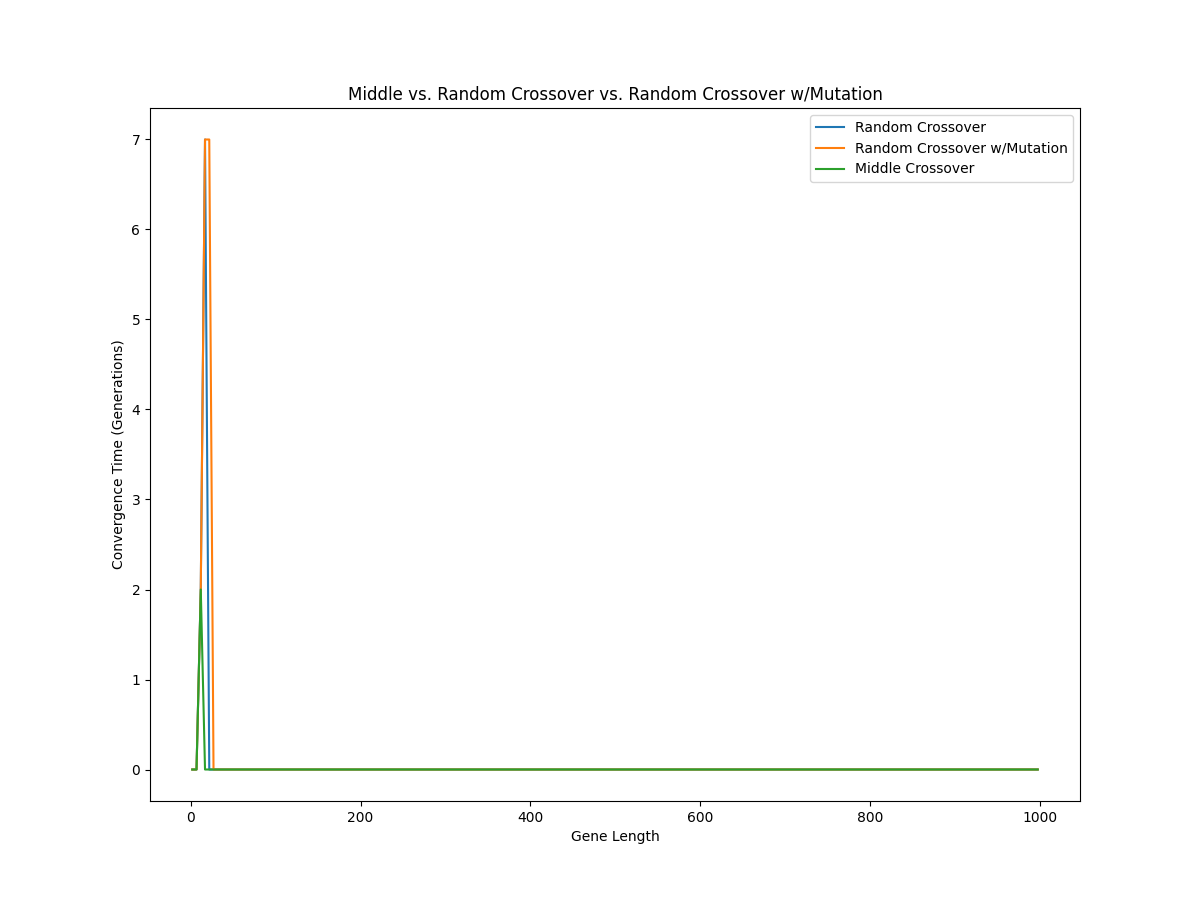 Middle vs. Random Crossover vs. Random Crossover w/Mutation
Random Crossover
Random Crossover w/Mutation
Middle Crossover
Convergence Time (Generations)
7
6
5
4
3
2
1
0
0 200 400 600 800 1000
Gene Length